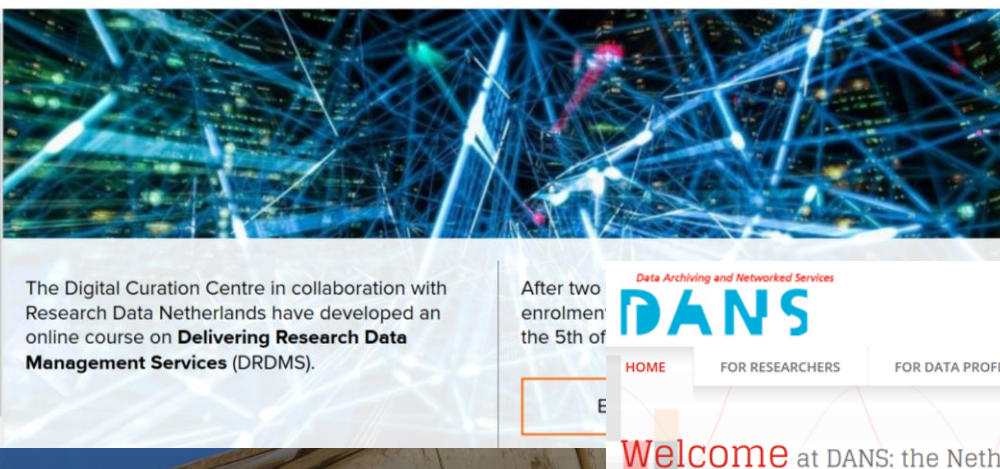 The Digital Curation Centre in collaboration with
Research Data Netherlands have developed an
online course on Delivering Research Data
Management Services (DRDMS).
After two
the 5th of
Data Archiving and Networked Services
DANS
HOME
FOR RESEARCHERS
FOR DATA
Welcome at DANS: the